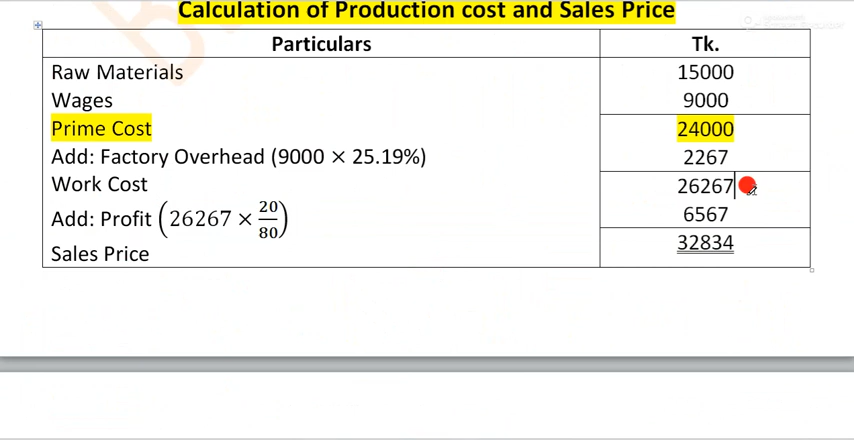 Calculation of Production cost and Sales Price
Particulars Tk.
Raw Materials 15000
Wages 9000
Prime Cost 24000
Add: Factory Overhead (9000 × 25.19%) 2267
Work Cost 26267
Add: Profit (26267 × 20/80) 6567
Sales Price 32834